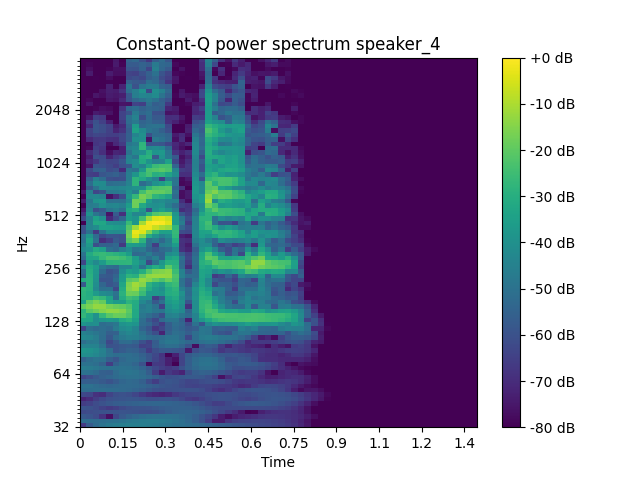 Constant-Q power spectrum speaker_4
Hz
2048
1024
512
256
128
64
32
0 0.15 0.3 0.45 0.6 0.75 0.9 1.1 1.2 1.4
Time
+0 dB
-10 dB
-20 dB
-30 dB
-40 dB
-50 dB
-60 dB
-70 dB
-80 dB